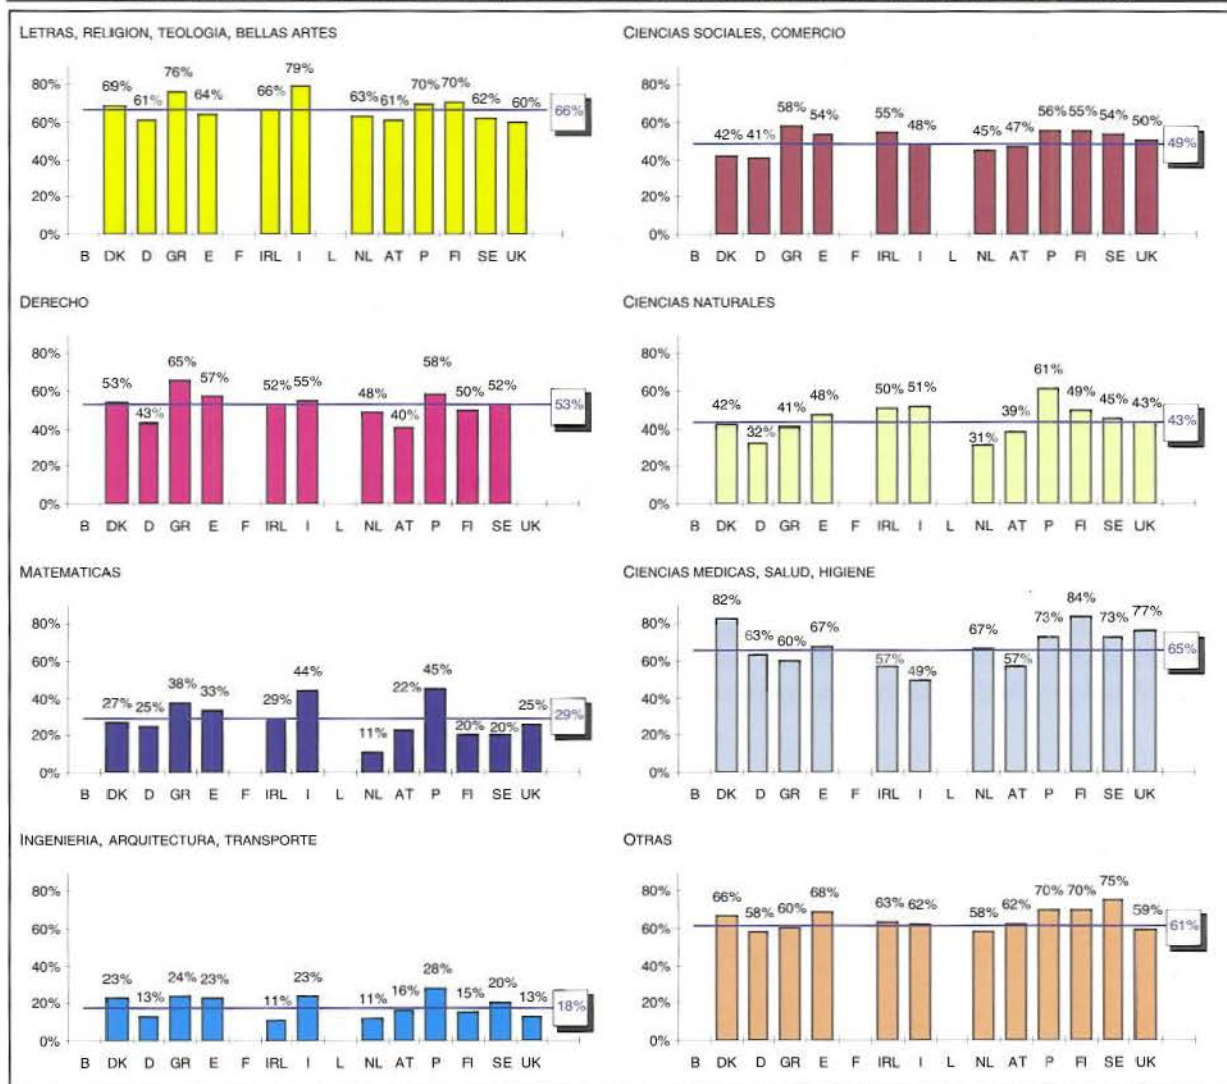 LETRAS, RELIGION, TEOLOGIA, BELLAS ARTES
69% 61% 76% 64% 66% 79% 63% 61% 70% 70% 62% 60%
66%
80%
60%
40%
20%
0%
B DK D GR E F IRL I L NL AT P FI SE UK
CIENCIAS SOCIALES, COMERCIO
42% 41% 58% 54% 55% 48% 45% 47% 56% 55% 54% 50%
49%
80%
60%
40%
20%
0%
B DK D GR E F IRL I L NL AT P FI SE UK
DERECHO
53% 43% 65% 57% 52% 55% 48% 40% 58% 50% 52%
53%
80%
60%
40%
20%
0%
B DK D GR E F IRL I L NL AT P FI SE UK
CIENCIAS NATURALES
42% 32% 41% 48% 50% 51% 31% 39% 61% 49% 45% 43%
43%
80%
60%
40%
20%
0%
B DK D GR E F IRL I L NL AT P FI SE UK
MATEMATICAS
27% 25% 38% 33% 29% 44% 11% 22% 45% 20% 20% 25%
29%
80%
60%
40%
20%
0%
B DK D GR E F IRL I L NL AT P FI SE UK
CIENCIAS MEDICAS, SALUD, HIGIENE
82% 63% 60% 67% 57% 49% 67% 57% 73% 84% 73% 77%
65%
80%
60%
40%
20%
0%
B DK D GR E F IRL I L NL AT P FI SE UK
INGENIERIA, ARQUITECTURA, TRANSPORTE
23% 13% 24% 23% 11% 23% 11% 16% 28% 15% 20% 13%
18%
80%
60%
40%
20%
0%
B DK D GR E F IRL I L NL AT P FI SE UK
OTRAS
66% 58% 60% 68% 63% 62% 58% 62% 70% 70% 75% 59%
61%
80%
60%
40%
20%
0%
B DK D GR E F IRL I L NL AT P FI SE UK